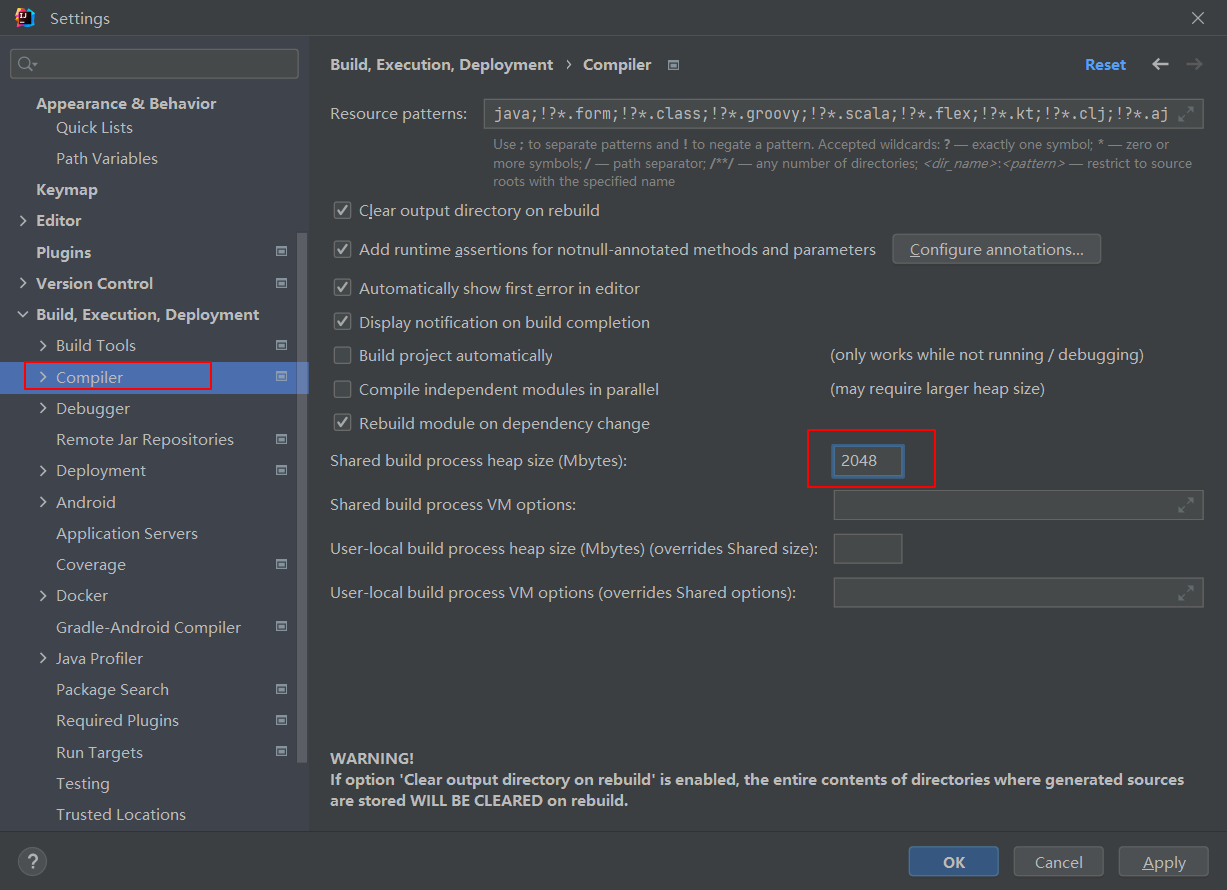 Settings
Appearance & Behavior
Quick Lists
Path Variables
Keymap
Editor
Plugins
Version Control
Build, Execution, Deployment
Build Tools
Compiler
Debugger
Remote Jar Repositories
Deployment
Android
Application Servers
Coverage
Docker
Gradle-Android Compiler
Java Profiler
Package Search
Required Plugins
Run Targets
Testing
Trusted Locations
Build, Execution, Deployment › Compiler
Reset
Resource patterns: java;!?*.form;!?*.class;!?*.groovy;!?*.scala;!?*.flex;!?*.kt;!?*.clj;!?*.aj
Use ; to separate patterns and ! to negate a pattern. Accepted wildcards: ? — exactly one symbol; * — zero or
more symbols; / — path separator; /**/ — any number of directories; <dir_name>:<pattern> — restrict to source
roots with the specified name
Clear output directory on rebuild
Add runtime assertions for notnull-annotated methods and parameters Configure annotations...
Automatically show first error in editor
Display notification on build completion
Build project automatically (only works while not running / debugging)
Compile independent modules in parallel (may require larger heap size)
Rebuild module on dependency change
Shared build process heap size (Mbytes): 2048
Shared build process VM options:
User-local build process heap size (Mbytes) (overrides Shared size):
User-local build process VM options (overrides Shared options):
WARNING!
If option 'Clear output directory on rebuild' is enabled, the entire contents of directories where generated sources
are stored WILL BE CLEARED on rebuild.
? OK Cancel Apply